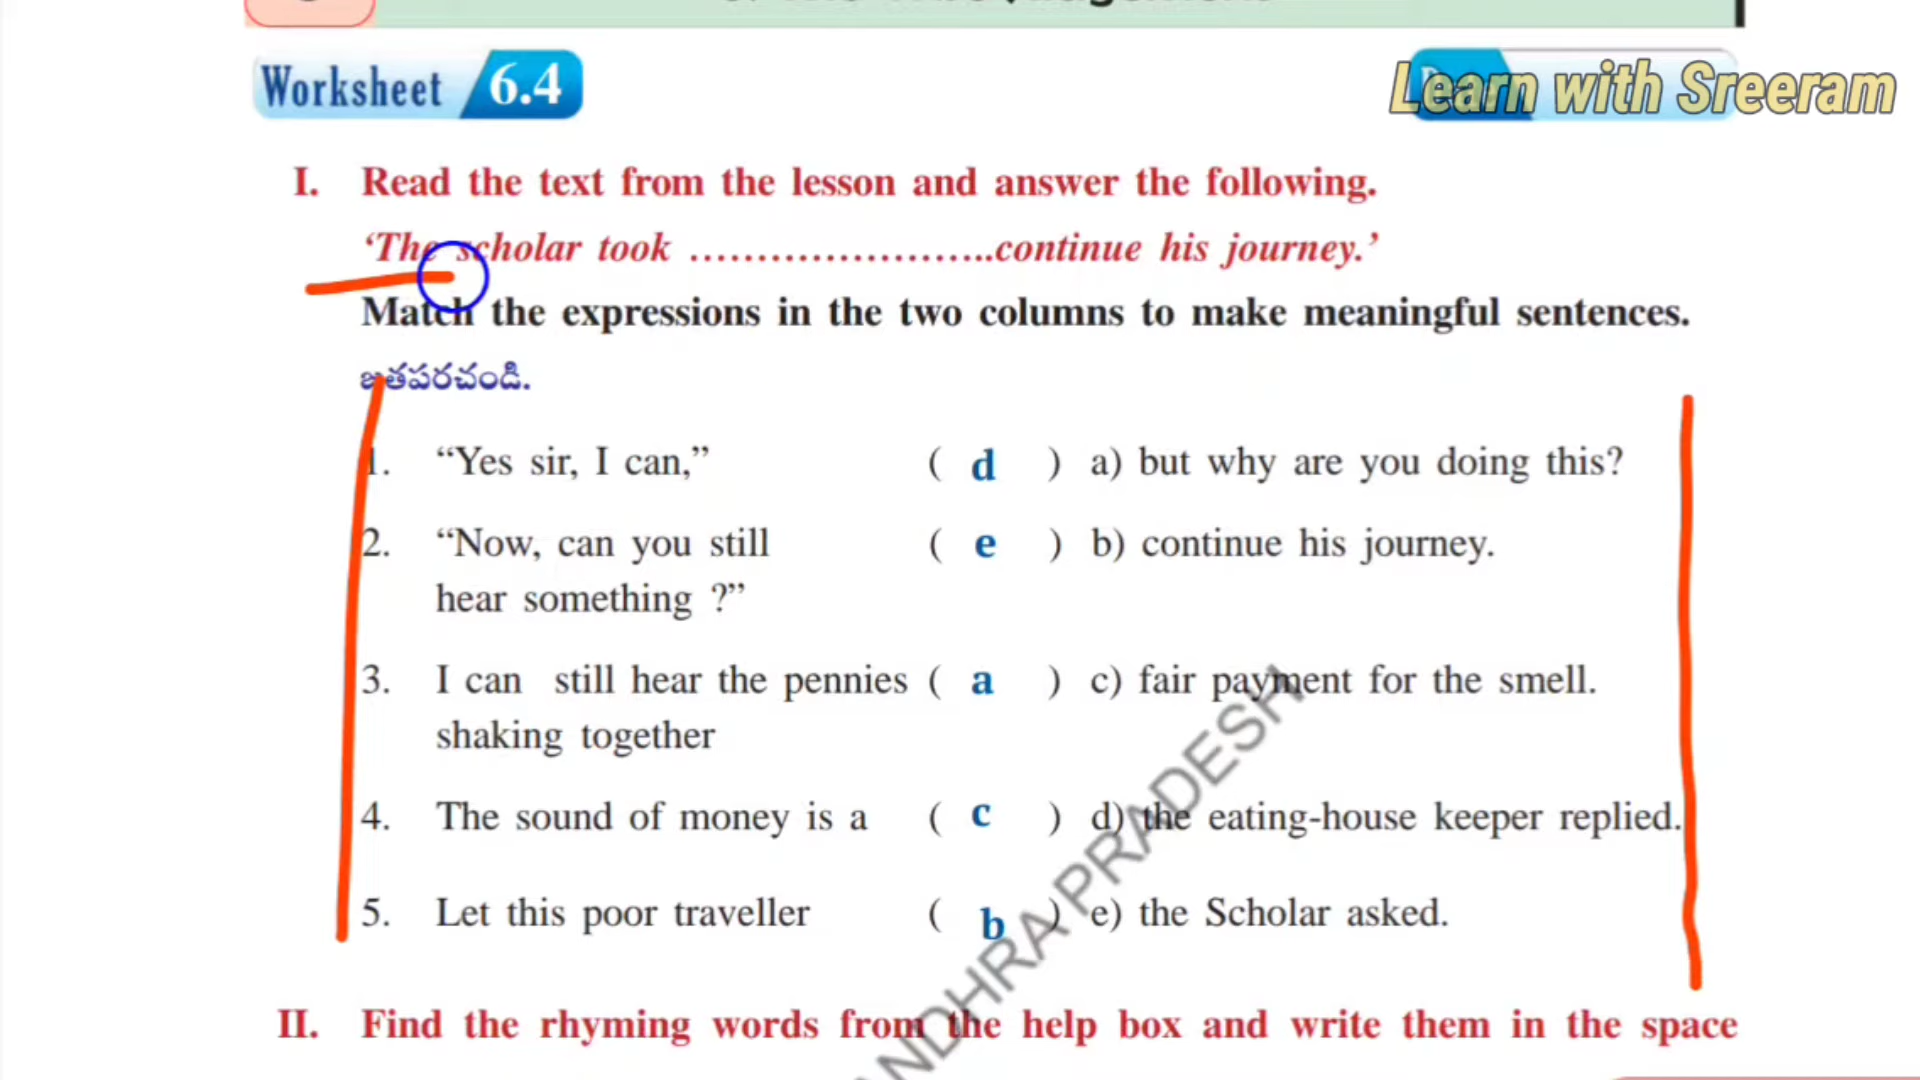 Worksheet 6.4
Learn with Sreeram
I. Read the text from the lesson and answer the following.
‘The scholar took ……………………..continue his journey.’
Match the expressions in the two columns to make meaningful sentences.
జతపరచండి.
1. “Yes sir, I can,” ( d ) a) but why are you doing this?
2. “Now, can you still ( e ) b) continue his journey.
hear something ?”
3. I can still hear the pennies ( a ) c) fair payment for the smell.
shaking together
4. The sound of money is a ( c ) d) the eating-house keeper replied.
5. Let this poor traveller ( b ) e) the Scholar asked.
ANDHRA PRADESH
II. Find the rhyming words from the help box and write them in the space